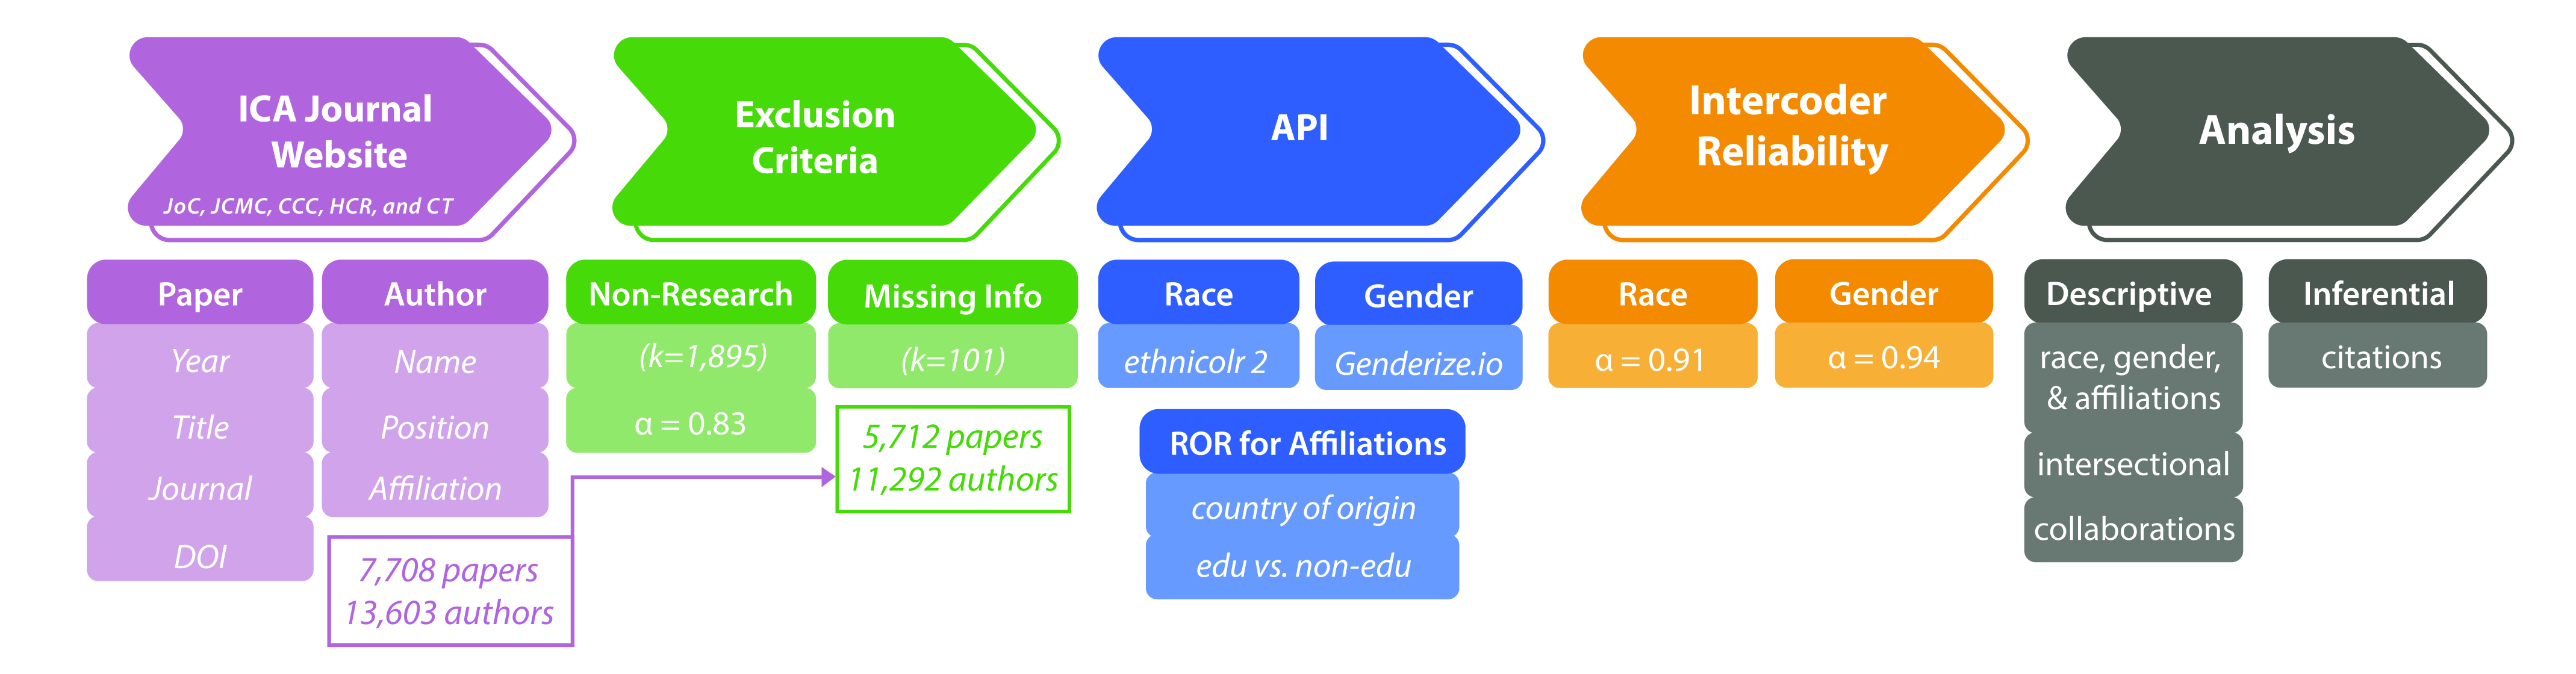 ICA Journal
Website
JoC, JCMC, CCC, HCR, and CT
Paper
Year
Title
Journal
DOI
Author
Name
Position
Affiliation
7,708 papers
13,603 authors
Exclusion
Criteria
Non-Research
(k=1,895)
α = 0.83
Missing Info
(k=101)
5,712 papers
11,292 authors
API
Race
ethnicolr 2
Gender
Genderize.io
ROR for Affiliations
country of origin
edu vs. non-edu
Intercoder
Reliability
Race
α = 0.91
Gender
α = 0.94
Analysis
Descriptive
race, gender,
& affiliations
intersectional
collaborations
Inferential
citations